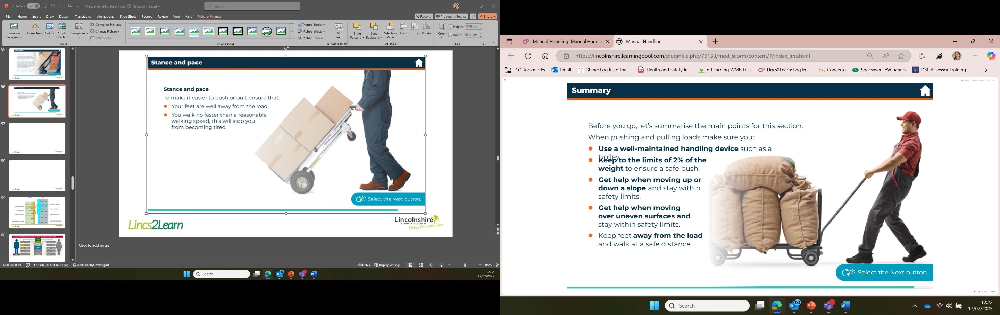 AutoSave
Manual Handling for schools
No Label • Saved
Search
File Home Insert Draw Design Transitions Animations Slide Show Record Review View Help Picture Format
Record
Present in Teams
Share
Remove Background
Corrections
Colour
Artistic Effects
Transparency
Compress Pictures
Change Picture
Reset Picture
Adjust
Picture Styles
Picture Border
Picture Effects
Picture Layout
Alt Text
Accessibility
Bring Forward
Send Backward
Selection Pane
Align
Group
Rotate
Arrange
Crop
Height: 16.02 cm
Width: 28.31 cm
Size
55
56
57
58
59
60
Stance and pace
Stance and pace
To make it easier to push or pull, ensure that:
Your feet are well away from the load.
You walk no faster than a reasonable
walking speed, this will stop you
from becoming tired.
Select the Next button.
Lincs2Learn
Lincolnshire
COUNTY COUNCIL
Working for a better future
Click to add notes
Slide 56 of 89
English (United Kingdom)
Accessibility: Investigate
Notes
Display Settings
100%
Search
12:22
17/07/2025
Manual Handling: Manual Handli
Manual Handling
https://lincolnshire.learningpool.com/pluginfile.php/79133/mod_scorm/content/7/index_lms.html
LCC Bookmarks
Email
Shine: Log in to the...
Health and safety in...
e-Learning WMB Le...
Lincs2Learn: Log in...
Concerto
Specsavers eVouchers
DSE Assessor Training
Summary
Before you go, let's summarise the main points for this section.
When pushing and pulling loads make sure you:
Use a well-maintained handling device such as a
trolley.
Keep to the limits of 2% of the
weight to ensure a safe push.
Get help when moving up or
down a slope and stay within
safety limits.
Get help when moving
over uneven surfaces and
stay within safety limits.
Keep feet away from the load
and walk at a safe distance.
Select the Next button.
Search
12:22
17/07/2025